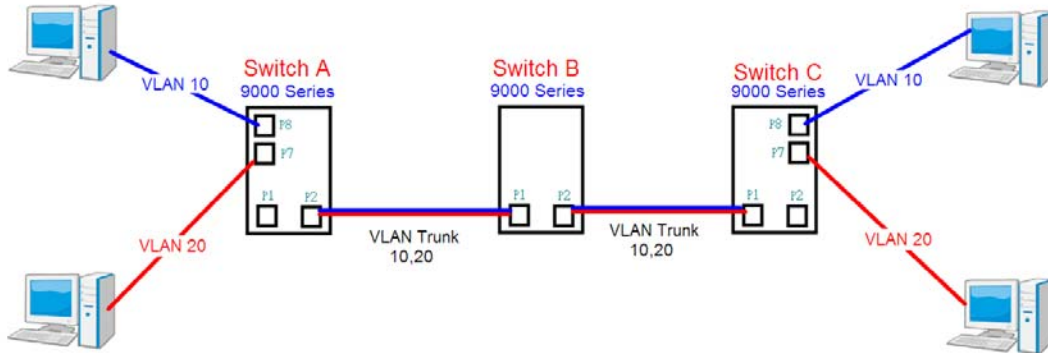 Switch A
9000 Series
Switch B
9000 Series
Switch C
9000 Series
VLAN 10
VLAN 10
P8
P7
P1
P2
P1
P2
P8
P7
P1
P2
VLAN Trunk
10,20
VLAN Trunk
10,20
VLAN 20
VLAN 20